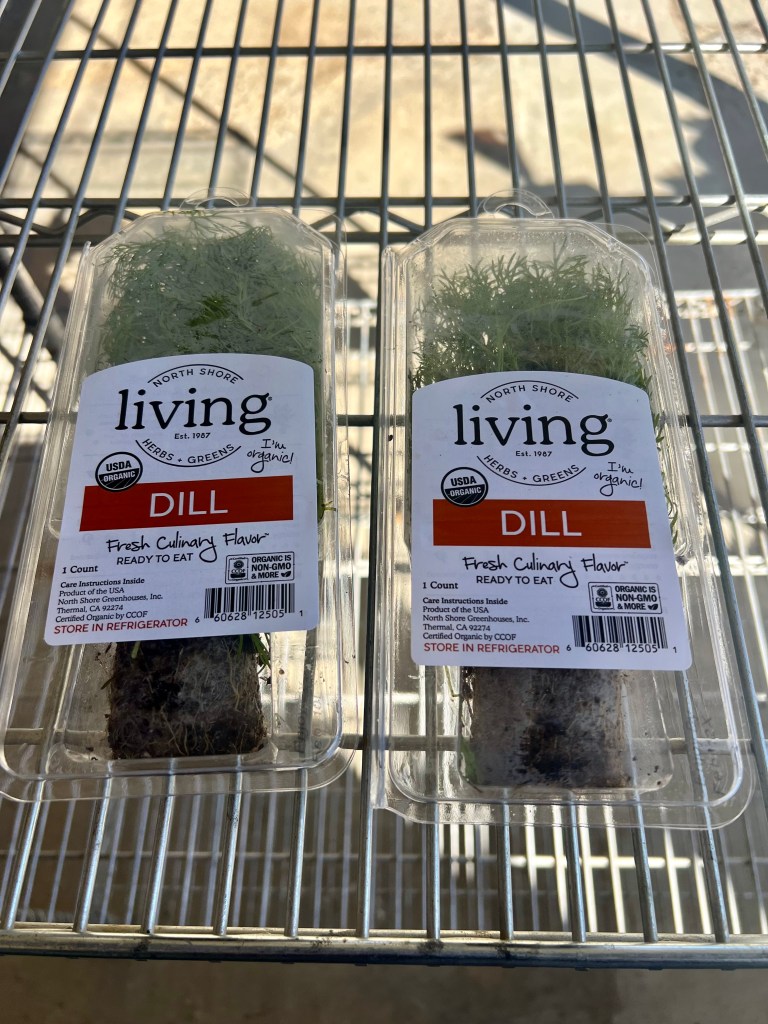 NORTH SHORE
living®
Est. 1987
HERBS + GREENS
I'm
organic!
USDA
ORGANIC
DILL
Fresh Culinary Flavor™
READY TO EAT
1 Count
CCOF
ORGANIC IS
NON-GMO
& MORE
Care Instructions Inside
Product of the USA
North Shore Greenhouses, Inc.
Thermal, CA 92274
Certified Organic by CCOF
STORE IN REFRIGERATOR
6 60628 12505 1
NORTH SHORE
living®
Est. 1987
HERBS + GREENS
I'm
organic!
USDA
ORGANIC
DILL
Fresh Culinary Flavor™
READY TO EAT
1 Count
CCOF
ORGANIC IS
NON-GMO
& MORE
Care Instructions Inside
Product of the USA
North Shore Greenhouses, Inc.
Thermal, CA 92274
Certified Organic by CCOF
STORE IN REFRIGERATOR
6 60628 12505 1